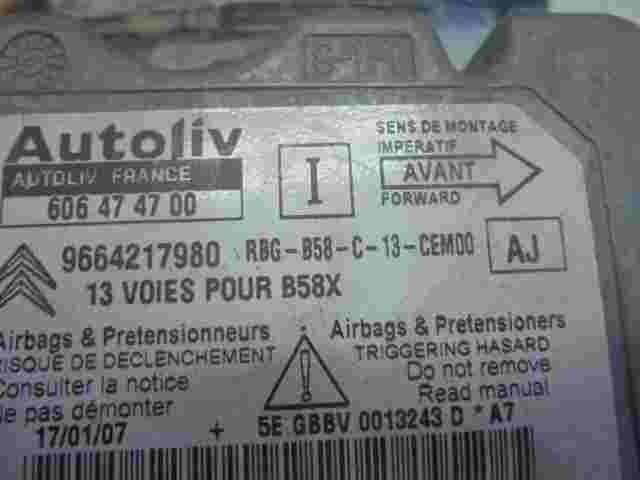 Autoliv
AUTOLIV FRANCE
606 47 47 00
I
SENS DE MONTAGE
IMPERATIF
AVANT
FORWARD
9664217980 RBG-B58-C-13-CEM00 AJ
13 VOIES POUR B58X
Airbags & Pretensionneurs
RISQUE DE DECLENCHEMENT
Consulter la notice
Ne pas démonter
! Airbags & Pretensioners
TRIGGERING HASARD
Do not remove
Read manual
17/01/07 + 5E GBBV 0013243 D *A7